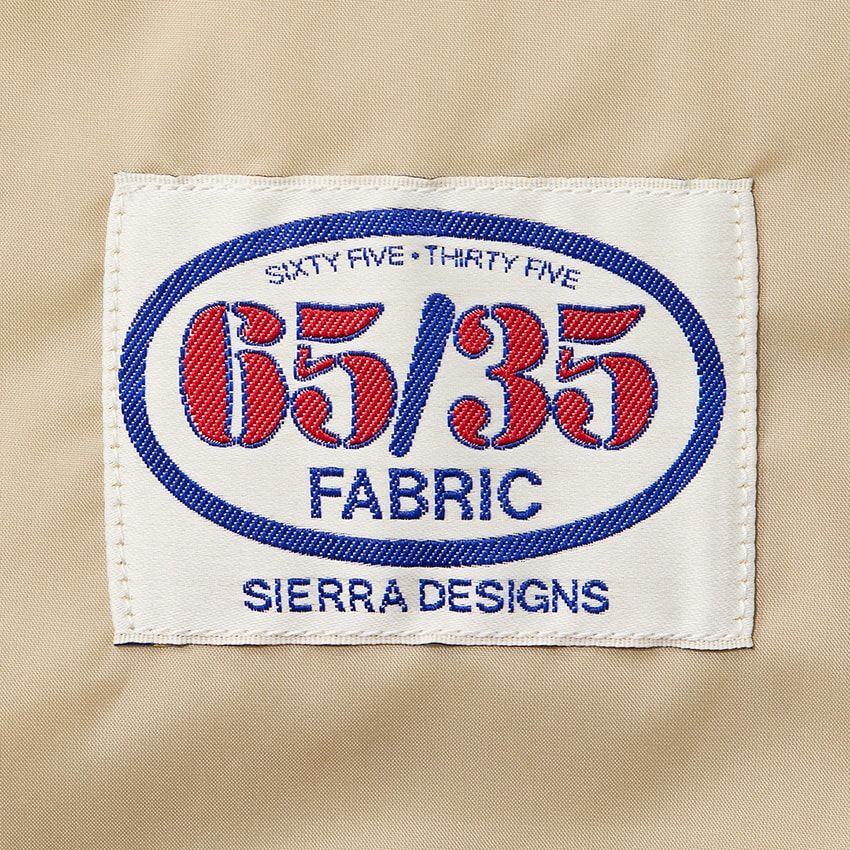 SIXTY FIVE • THIRTY FIVE
65/35
FABRIC
SIERRA DESIGNS